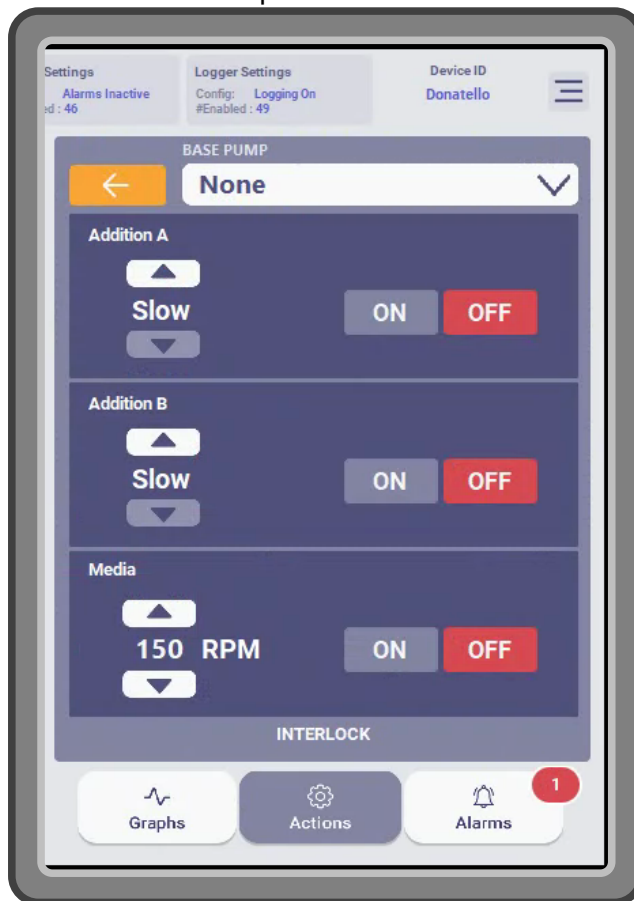 Settings
Logger Settings
Device ID
Alarms Inactive
Config: Logging On
Donatello
ed : 46
#Enabled : 49
BASE PUMP
None
Addition A
Slow
ON OFF
Addition B
Slow
ON OFF
Media
150 RPM
ON OFF
INTERLOCK
1
Graphs
Actions
Alarms